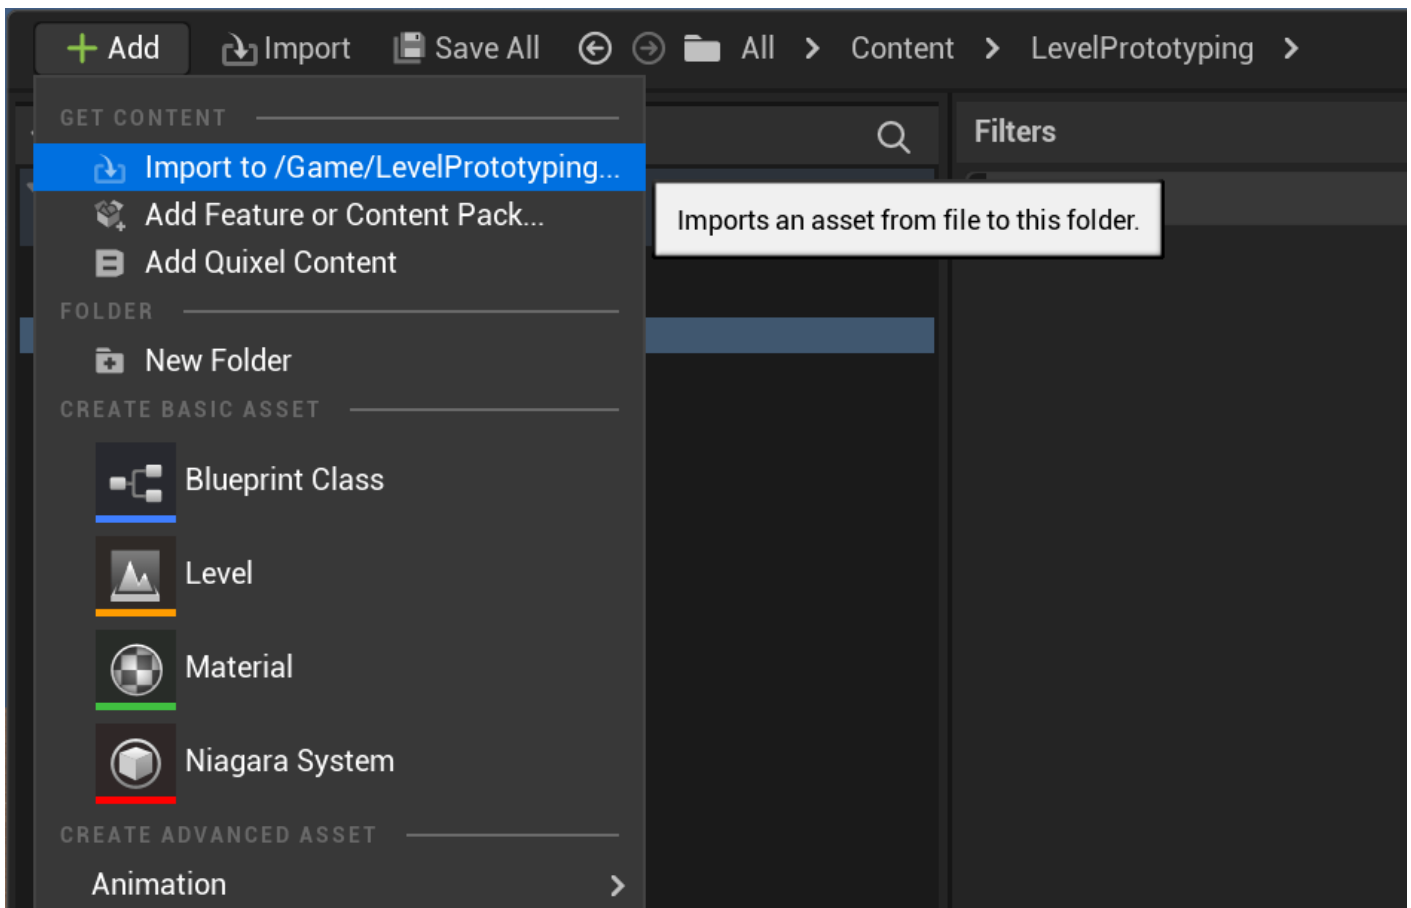 Add Import Save All All Content LevelPrototyping
GET CONTENT
Filters
Import to /Game/LevelPrototyping...
Add Feature or Content Pack...
Imports an asset from file to this folder.
Add Quixel Content
FOLDER
New Folder
CREATE BASIC ASSET
Blueprint Class
Level
Material
Niagara System
CREATE ADVANCED ASSET
Animation